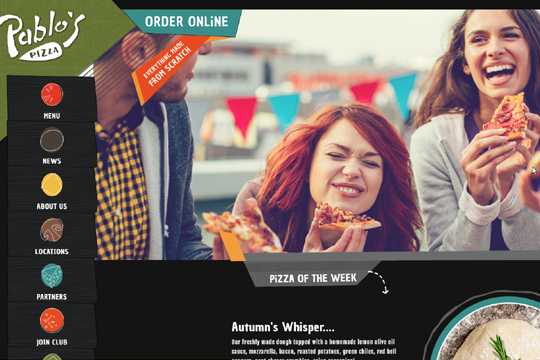 Pablo's
PIZZA
ORDER ONLINE
EVERYTHING MADE
FROM SCRATCH
MENU
NEWS
ABOUT US
LOCATIONS
PARTNERS
JOIN CLUB
PIZZA OF THE WEEK
Autumn's Whisper....
Our freshly made dough topped with a homemade lemon olive oil
sauce, mozzarella, bacon, roasted potatoes, green chiles, red bell